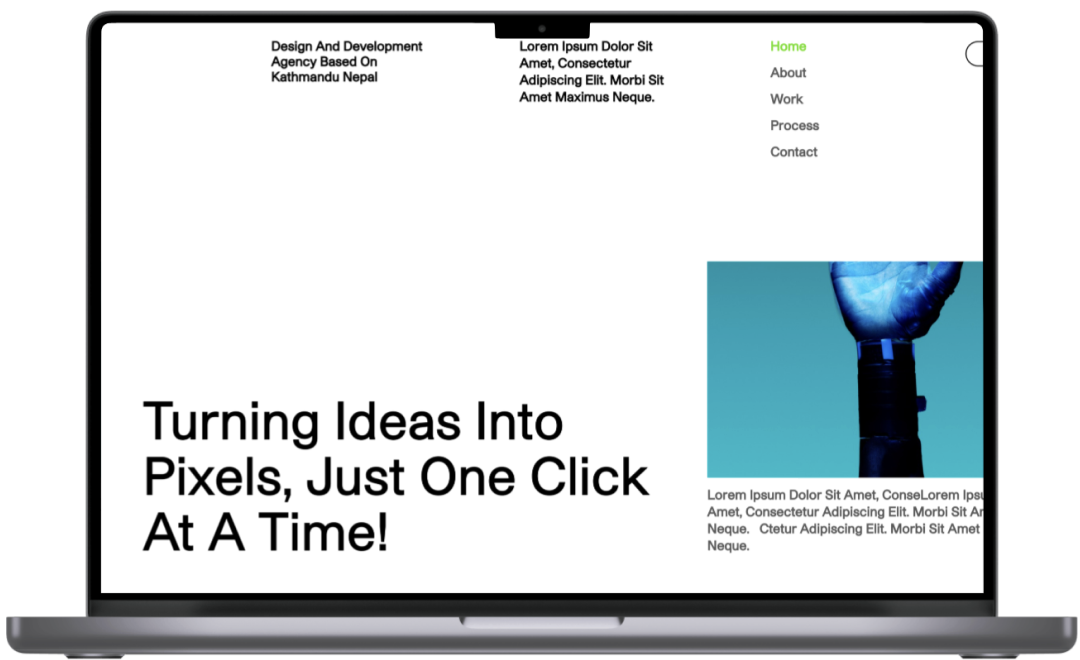 Design And Development
Agency Based On
Kathmandu Nepal
Lorem Ipsum Dolor Sit
Amet, Consectetur
Adipiscing Elit. Morbi Sit
Amet Maximus Neque.
Home
About
Work
Process
Contact
Turning Ideas Into
Pixels, Just One Click
At A Time!
Lorem Ipsum Dolor Sit Amet, ConseLorem Ipsu
Amet, Consectetur Adipiscing Elit. Morbi Sit Am
Neque. Ctetur Adipiscing Elit. Morbi Sit Amet
Neque.